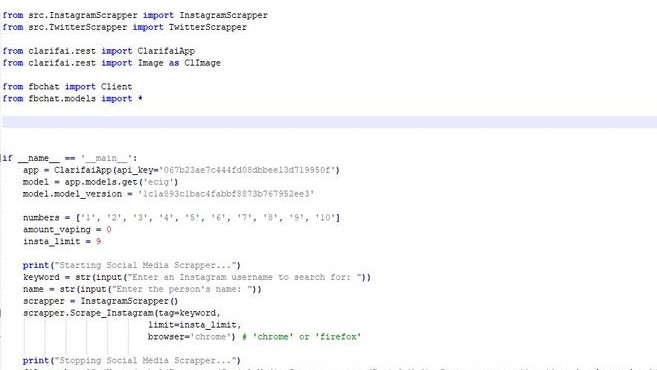 from src.InstagramScrapper import InstagramScrapper
from src.TwitterScrapper import TwitterScrapper
from clarifai.rest import ClarifaiApp
from clarifai.rest import Image as ClImage
from fbchat import Client
from fbchat.models import *
if __name__ == '__main__':
app = ClarifaiApp(api_key='067b23ae7c444fd08dbbee13d719950f')
model = app.models.get('ecig')
model.model_version = '1c1a893c1bac4fabbf8873b767952ee3'
numbers = ['1', '2', '3', '4', '5', '6', '7', '8', '9', '10']
amount_vaping = 0
insta_limit = 9
print("Starting Social Media Scrapper...")
keyword = str(input("Enter an Instagram username to search for: "))
name = str(input("Enter the person's name: "))
scrapper = InstagramScrapper()
scrapper.Scrape_Instagram(tag=keyword,
limit=insta_limit,
browser='chrome') # 'chrome' or 'firefox'
print("Stopping Social Media Scrapper...")